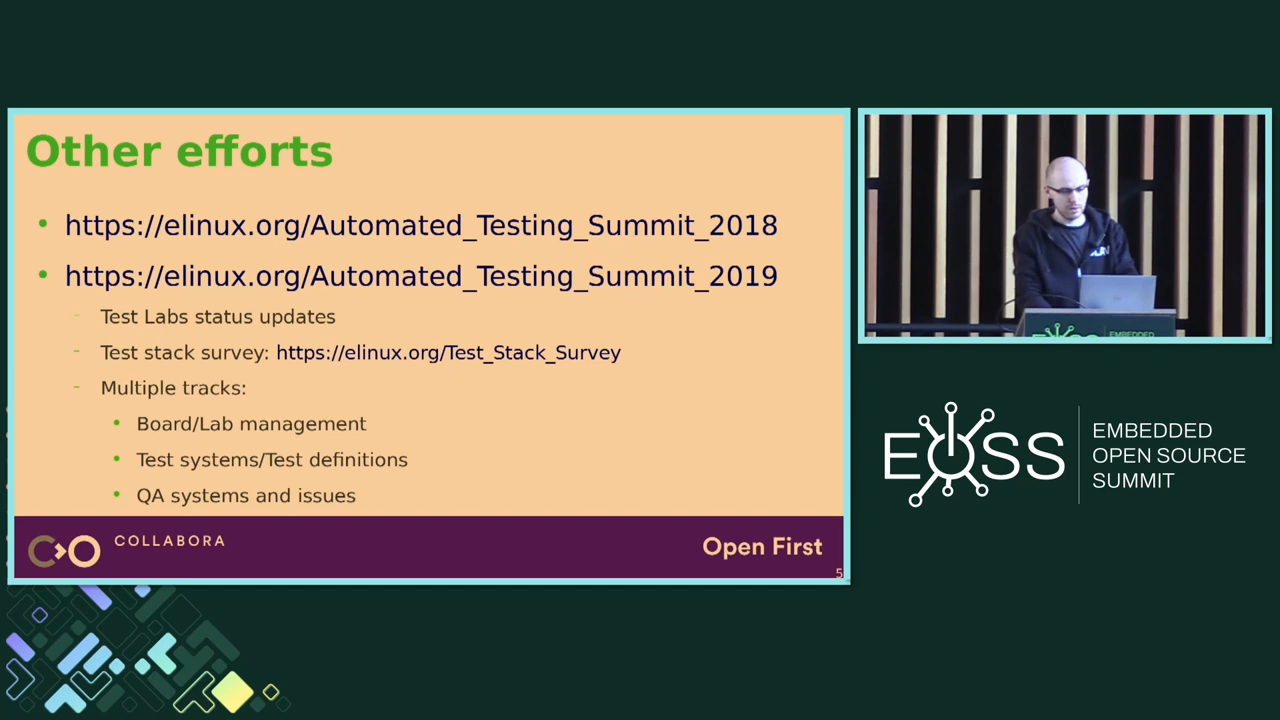 Other efforts
https://elinux.org/Automated_Testing_Summit_2018
https://elinux.org/Automated_Testing_Summit_2019
Test Labs status updates
Test stack survey: https://elinux.org/Test_Stack_Survey
Multiple tracks:
Board/Lab management
Test systems/Test definitions
QA systems and issues
COLLABORA
Open First
5
EOSS
EMBEDDED
OPEN SOURCE
SUMMIT